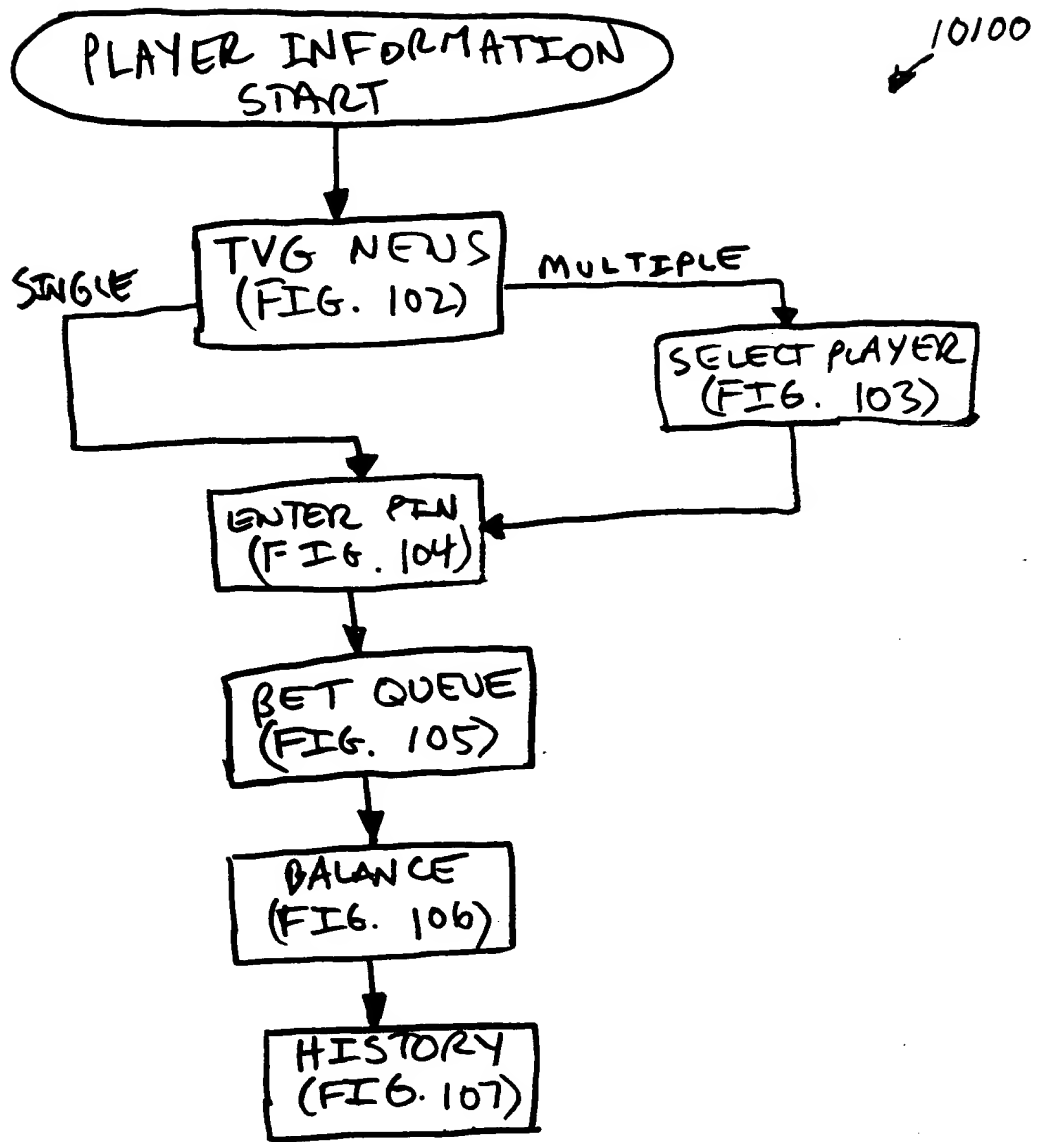 PLAYER INFORMATION
START
10100
TVG NEWS
(FIG. 102)
SINGLE
MULTIPLE
SELECT PLAYER
(FIG. 103)
ENTER PIN
(FIG. 104)
BET QUEUE
(FIG. 105)
BALANCE
(FIG. 106)
HISTORY
(FIG. 107)